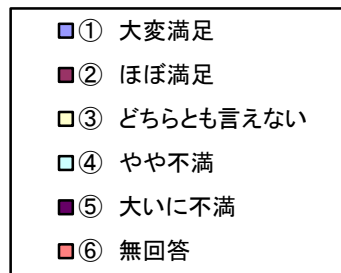 ① 大変満足
② ほぼ満足
③ どちらとも言えない
④ やや不満
⑤ 大いに不満
⑥ 無回答